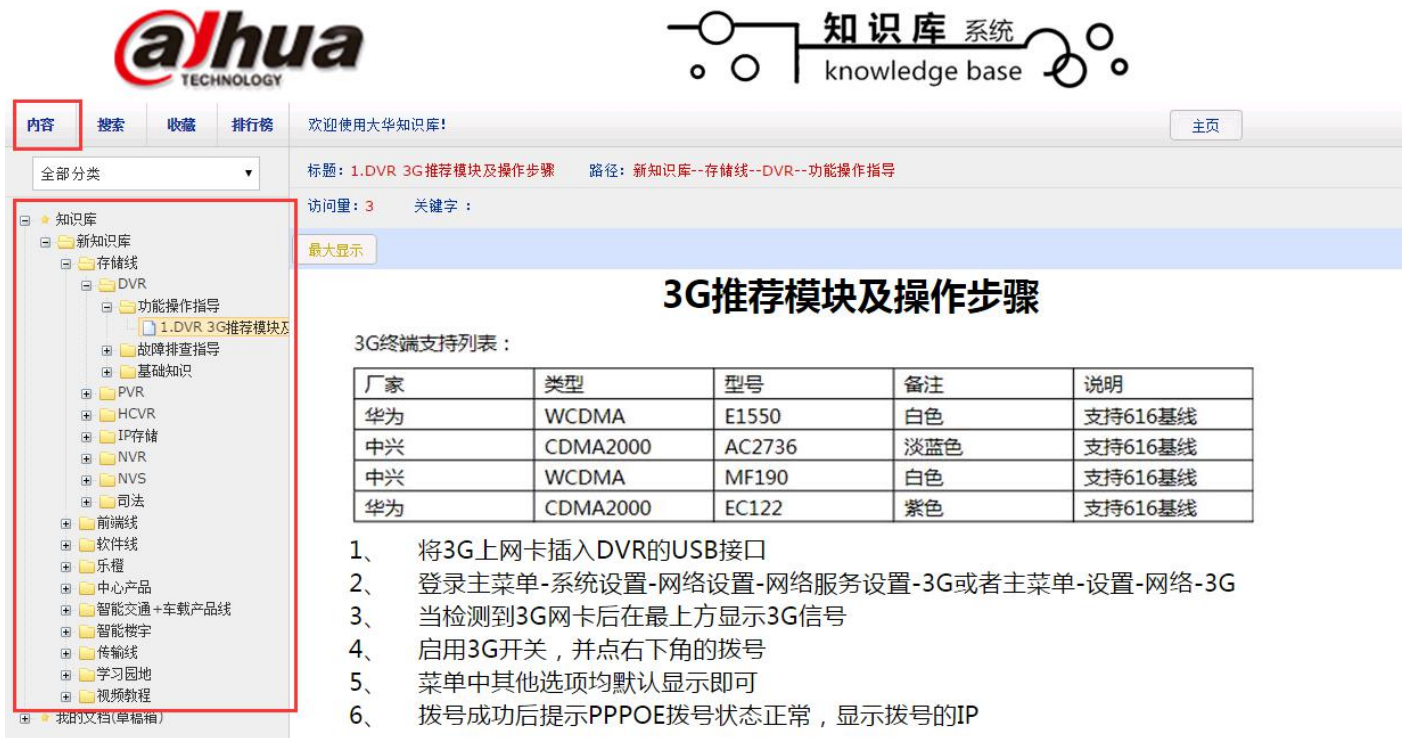 alhua
TECHNOLOGY
知识库 系统
knowledge base
内容 搜索 收藏 排行榜 欢迎使用大华知识库! 主页
全部分类
标题：1.DVR 3G推荐模块及操作步骤 路径：新知识库--存储线--DVR--功能操作指导
访问量：3 关键字：
最大显示
知识库
新知识库
存储线
DVR
功能操作指导
1.DVR 3G推荐模块及
故障排查指导
基础知识
PVR
HCVR
IP存储
NVR
NVS
司法
前端线
软件线
乐橙
中心产品
智能交通+车载产品线
智能楼宇
传输线
学习园地
视频教程
我的文档(草稿箱)
3G推荐模块及操作步骤
3G终端支持列表：
厂家 类型 型号 备注 说明
华为 WCDMA E1550 白色 支持616基线
中兴 CDMA2000 AC2736 淡蓝色 支持616基线
中兴 WCDMA MF190 白色 支持616基线
华为 CDMA2000 EC122 紫色 支持616基线
1、 将3G上网卡插入DVR的USB接口
2、 登录主菜单-系统设置-网络设置-网络服务设置-3G或者主菜单-设置-网络-3G
3、 当检测到3G网卡后在最上方显示3G信号
4、 启用3G开关，并点右下角的拨号
5、 菜单中其他选项均默认显示即可
6、 拨号成功后提示PPPOE拨号状态正常，显示拨号的IP